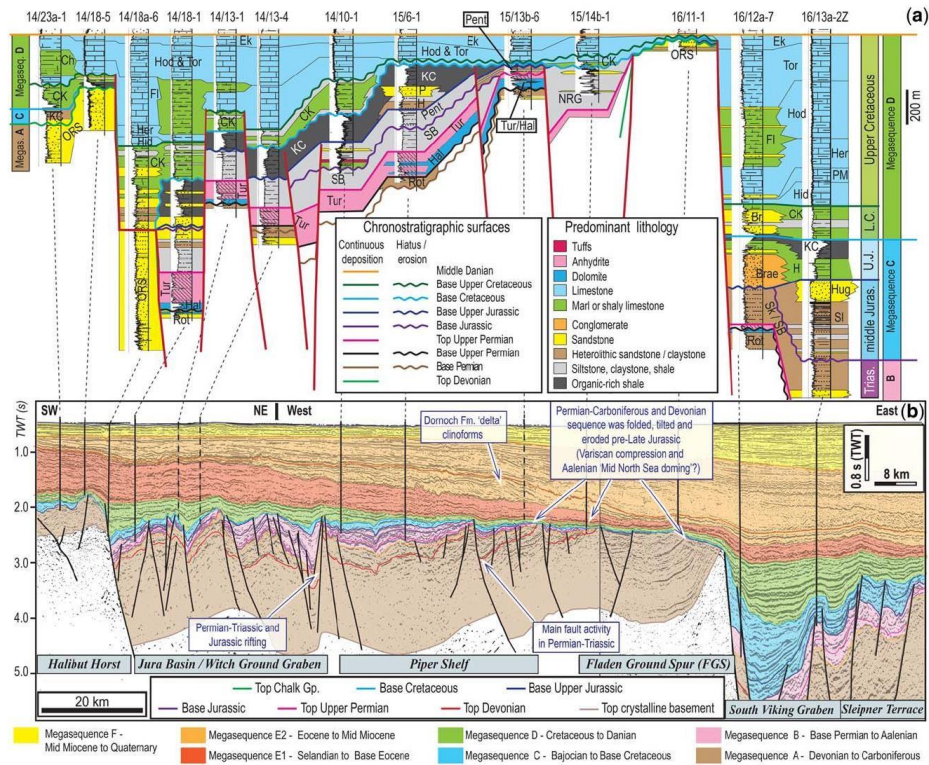 14/23a-1 14/18-5 14/18a-6 14/18-1 14/13-1 14/13-4 14/10-1 15/6-1 Pent 15/13b-6 15/14b-1 16/11-1 16/12a-7 16/13a-2Z (a)
Megaseq. D
C
Megas. A
Ch
CK
KC
ORS
Hod & Tor
Fl
Her
Hid
CK
ORS
Tur
Hal
Rot
Ek
CK
Tur
CK
KC
Tur
SB
Tur
Hod & Tor
KC
P
H
Pent
SB
Tur
Hal
Rot
Ek
Tur/Hal
CK
NRG
ORS
Ek
Tor
Hod
Fl
Her
PM
Hid
Br
CK
KC
Brae
H
Hug
Sl
Sk
SB
Rot
Upper Cretaceous
L.C.
U.J.
middle Juras.
Trias.
Megasequence D
Megasequence C
B
200 m
Chronostratigraphic surfaces
Continuous deposition
Hiatus / erosion
Middle Danian
Base Upper Cretaceous
Base Cretaceous
Base Upper Jurassic
Base Jurassic
Top Upper Permian
Base Upper Permian
Base Permian
Top Devonian
Predominant lithology
Tuffs
Anhydrite
Dolomite
Limestone
Marl or shaly limestone
Conglomerate
Sandstone
Heterolithic sandstone / claystone
Siltstone, claystone, shale
Organic-rich shale
SW NE West East (b)
TWT (s)
1.0
2.0
3.0
4.0
5.0
Dornoch Fm. 'delta'
clinoforms
Permian-Carboniferous and Devonian
sequence was folded, tilted and
eroded pre-Late Jurassic
(Variscan compression and
Aalenian 'Mid North Sea doming'?)
0.8 s (TWT)
8 km
Permian-Triassic and
Jurassic rifting
Main fault activity
in Permian-Triassic
Halibut Horst
Jura Basin / Witch Ground Graben
Piper Shelf
Fladen Ground Spur (FGS)
South Viking Graben
Sleipner Terrace
20 km
Top Chalk Gp. Base Cretaceous Base Upper Jurassic
Base Jurassic Top Upper Permian Top Devonian Top crystalline basement
Megasequence F -
Mid Miocene to Quaternary
Megasequence E2 - Eocene to Mid Miocene
Megasequence E1 - Selandian to Base Eocene
Megasequence D - Cretaceous to Danian
Megasequence C - Bajocian to Base Cretaceous
Megasequence B - Base Permian to Aalenian
Megasequence A - Devonian to Carboniferous